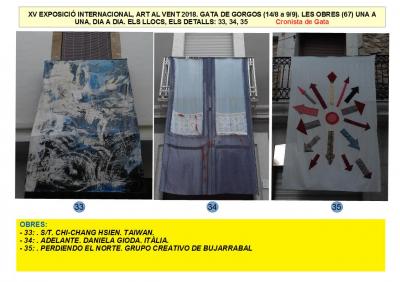 XV EXPOSICIÓ INTERNACIONAL, ART AL VENT 2018. GATA DE GORGOS (14/8 a 9/9). LES OBRES (67) UNA A
UNA, DIA A DIA. ELS LLOCS, ELS DETALLS: 33, 34, 35 Cronista de Gata
33 34 35
OBRES:
- 33: . S/T. CHI-CHANG HSIEN. TAIWAN.
- 34: . ADELANTE. DANIELA GIODA. ITÀLIA.
- 35: . PERDIENDO EL NORTE. GRUPO CREATIVO DE BUJARRABAL